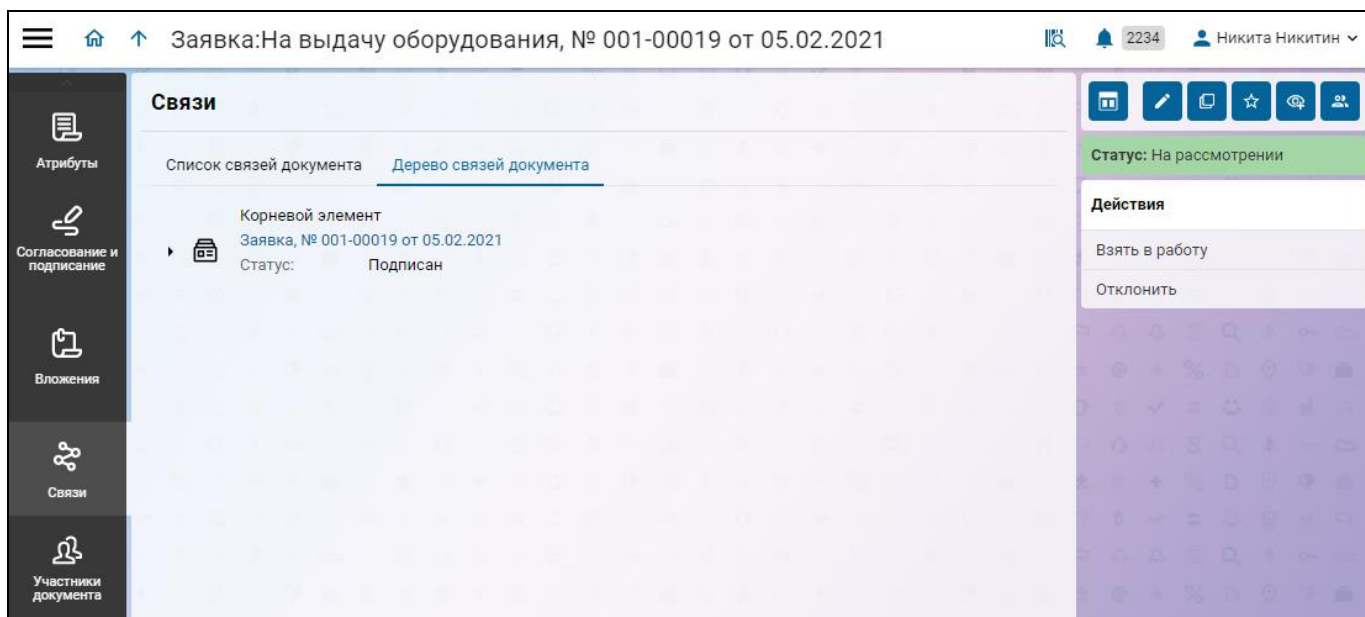 Заявка:На выдачу оборудования, № 001-00019 от 05.02.2021
2234
Никита Никитин
Атрибуты
Согласование и
подписание
Вложения
Связи
Участники
документа
Связи
Список связей документа
Дерево связей документа
Корневой элемент
Заявка, № 001-00019 от 05.02.2021
Статус: Подписан
Статус: На рассмотрении
Действия
Взять в работу
Отклонить